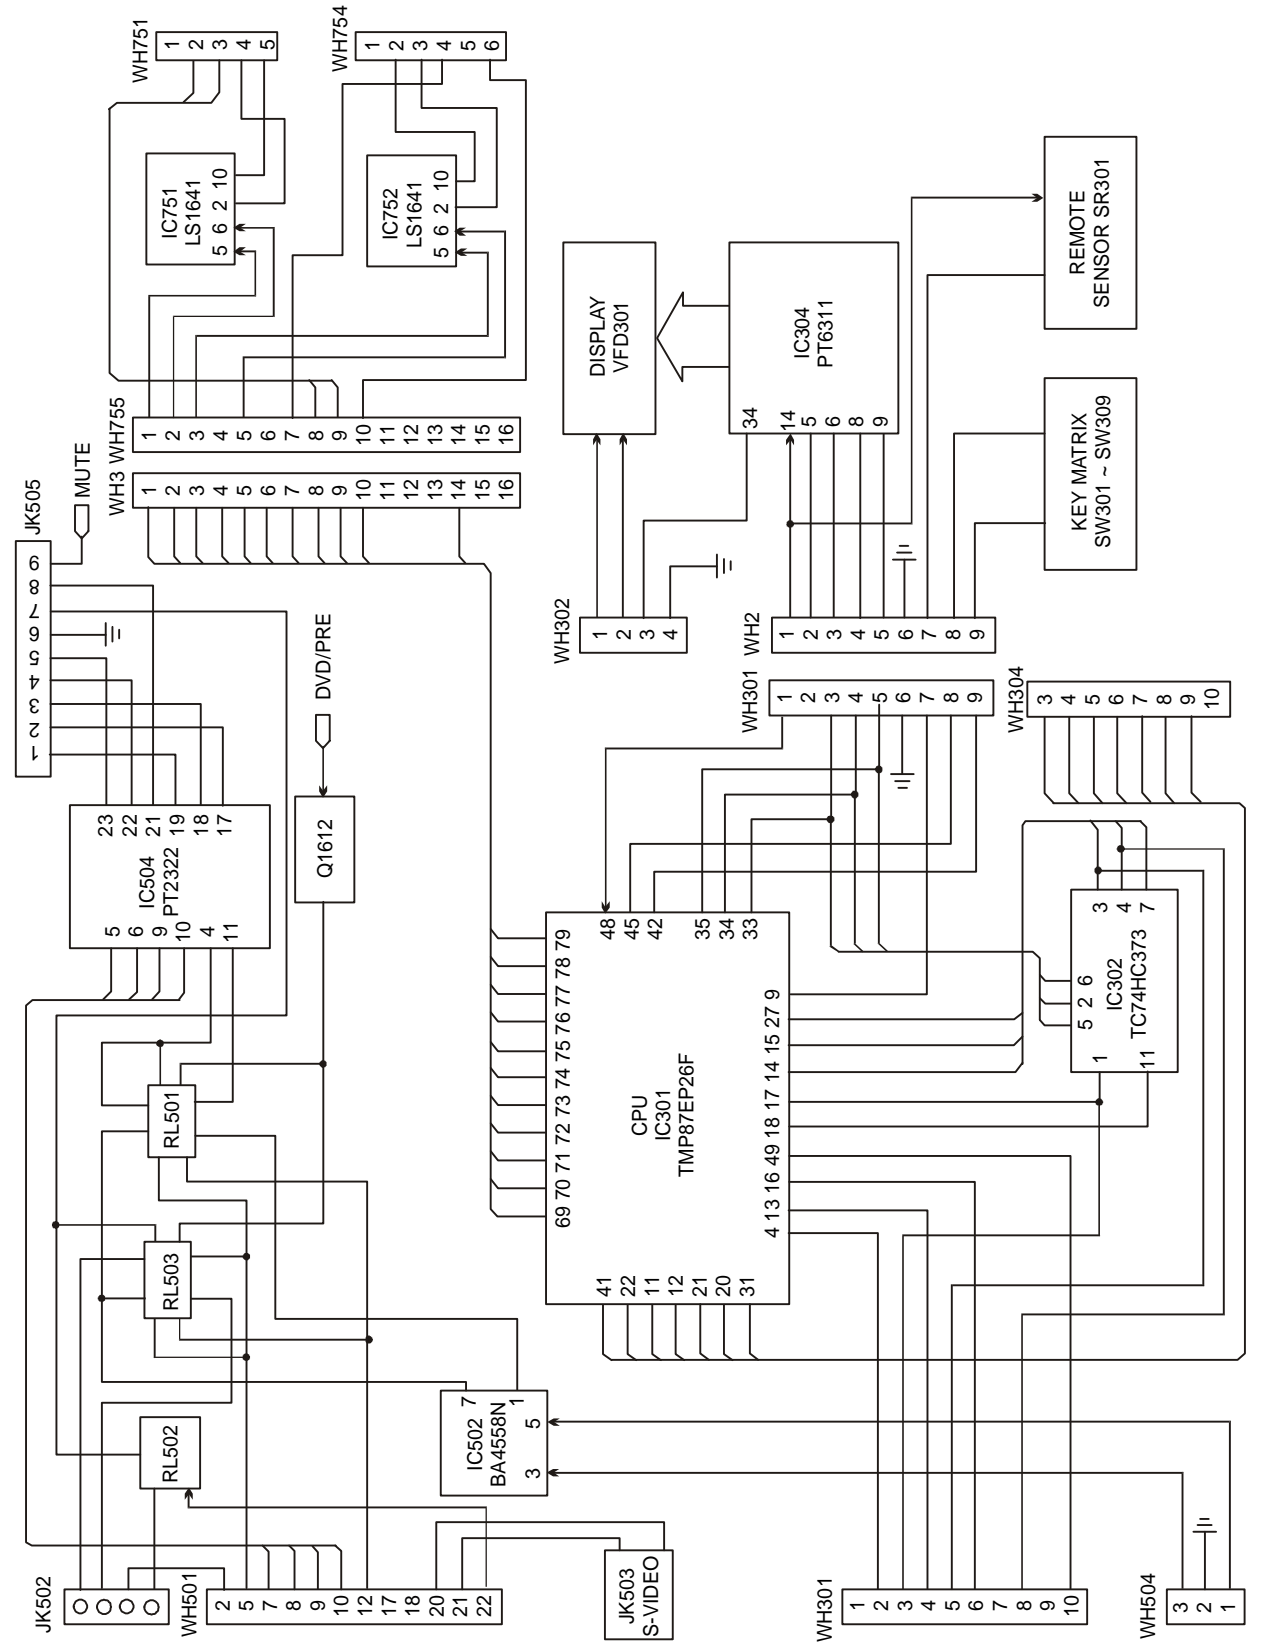 WH751
1
2
3
4
5
WH754
1
2
3
4
5
6
IC751
LS1641
5 6 2 10
IC752
LS1641
5 6 2 10
WH755
1
2
3
4
5
6
7
8
9
10
11
12
13
14
15
16
WH3
1
2
3
4
5
6
7
8
9
10
11
12
13
14
15
16
MUTE
JK505
1 2 3 4 5 6 7 8 9
DVD/PRE
Q1612
IC504
PT2322
23
22
21
19
18
17
5
6
9
10
4
11
DISPLAY
VFD301
IC304
PT6311
34
14
5
6
8
9
REMOTE
SENSOR SR301
KEY MATRIX
SW301 ~ SW309
WH302
1
2
3
4
WH2
1
2
3
4
5
6
7
8
9
WH301
1
2
3
4
5
6
7
8
9
WH304
3
4
5
6
7
8
9
10
CPU
IC301
TMP87EP26F
48
45
42
35
34
33
69 70 71 72 73 74 75 76 77 78 79
4 13 16 49 18 17 14 15 27 9
41
22
11
12
21
20
31
IC302
TC74HC373
3
4
7
5 2 6
1
11
RL501
RL503
RL502
IC502
BA4558N
7
1
3 5
JK502
WH501
2
5
7
8
9
10
12
17
18
20
21
22
JK503
S-VIDEO
WH301
1
2
3
4
5
6
7
8
9
10
WH504
3
2
1